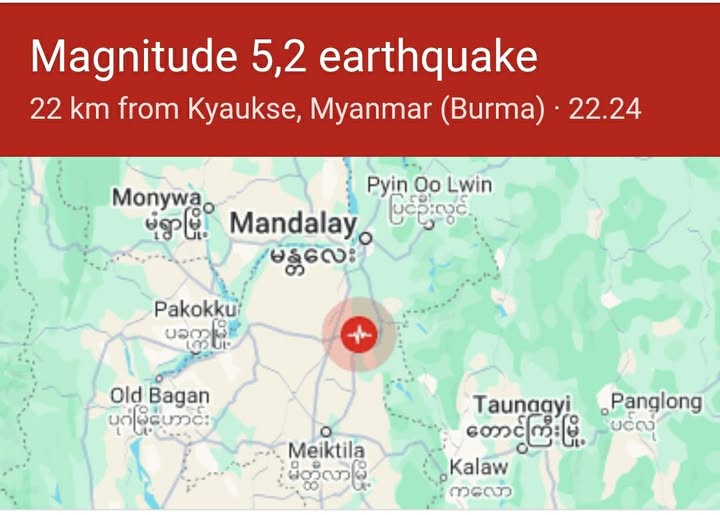 Magnitude 5,2 earthquake
22 km from Kyaukse, Myanmar (Burma) · 22.24
Pyin Oo Lwin
ပြင်ဦးလွင်
Monywa
မုံရွာမြို့
Mandalay
မန္တလေး
Pakokku
ပခုက္ကူမြို့
Old Bagan
ပုဂံမြို့ဟောင်း
Taunggyi
တောင်ကြီးမြို့
Panglong
ပင်လုံ
Meiktila
မိတ္ထီလာမြို့
Kalaw
ကလော